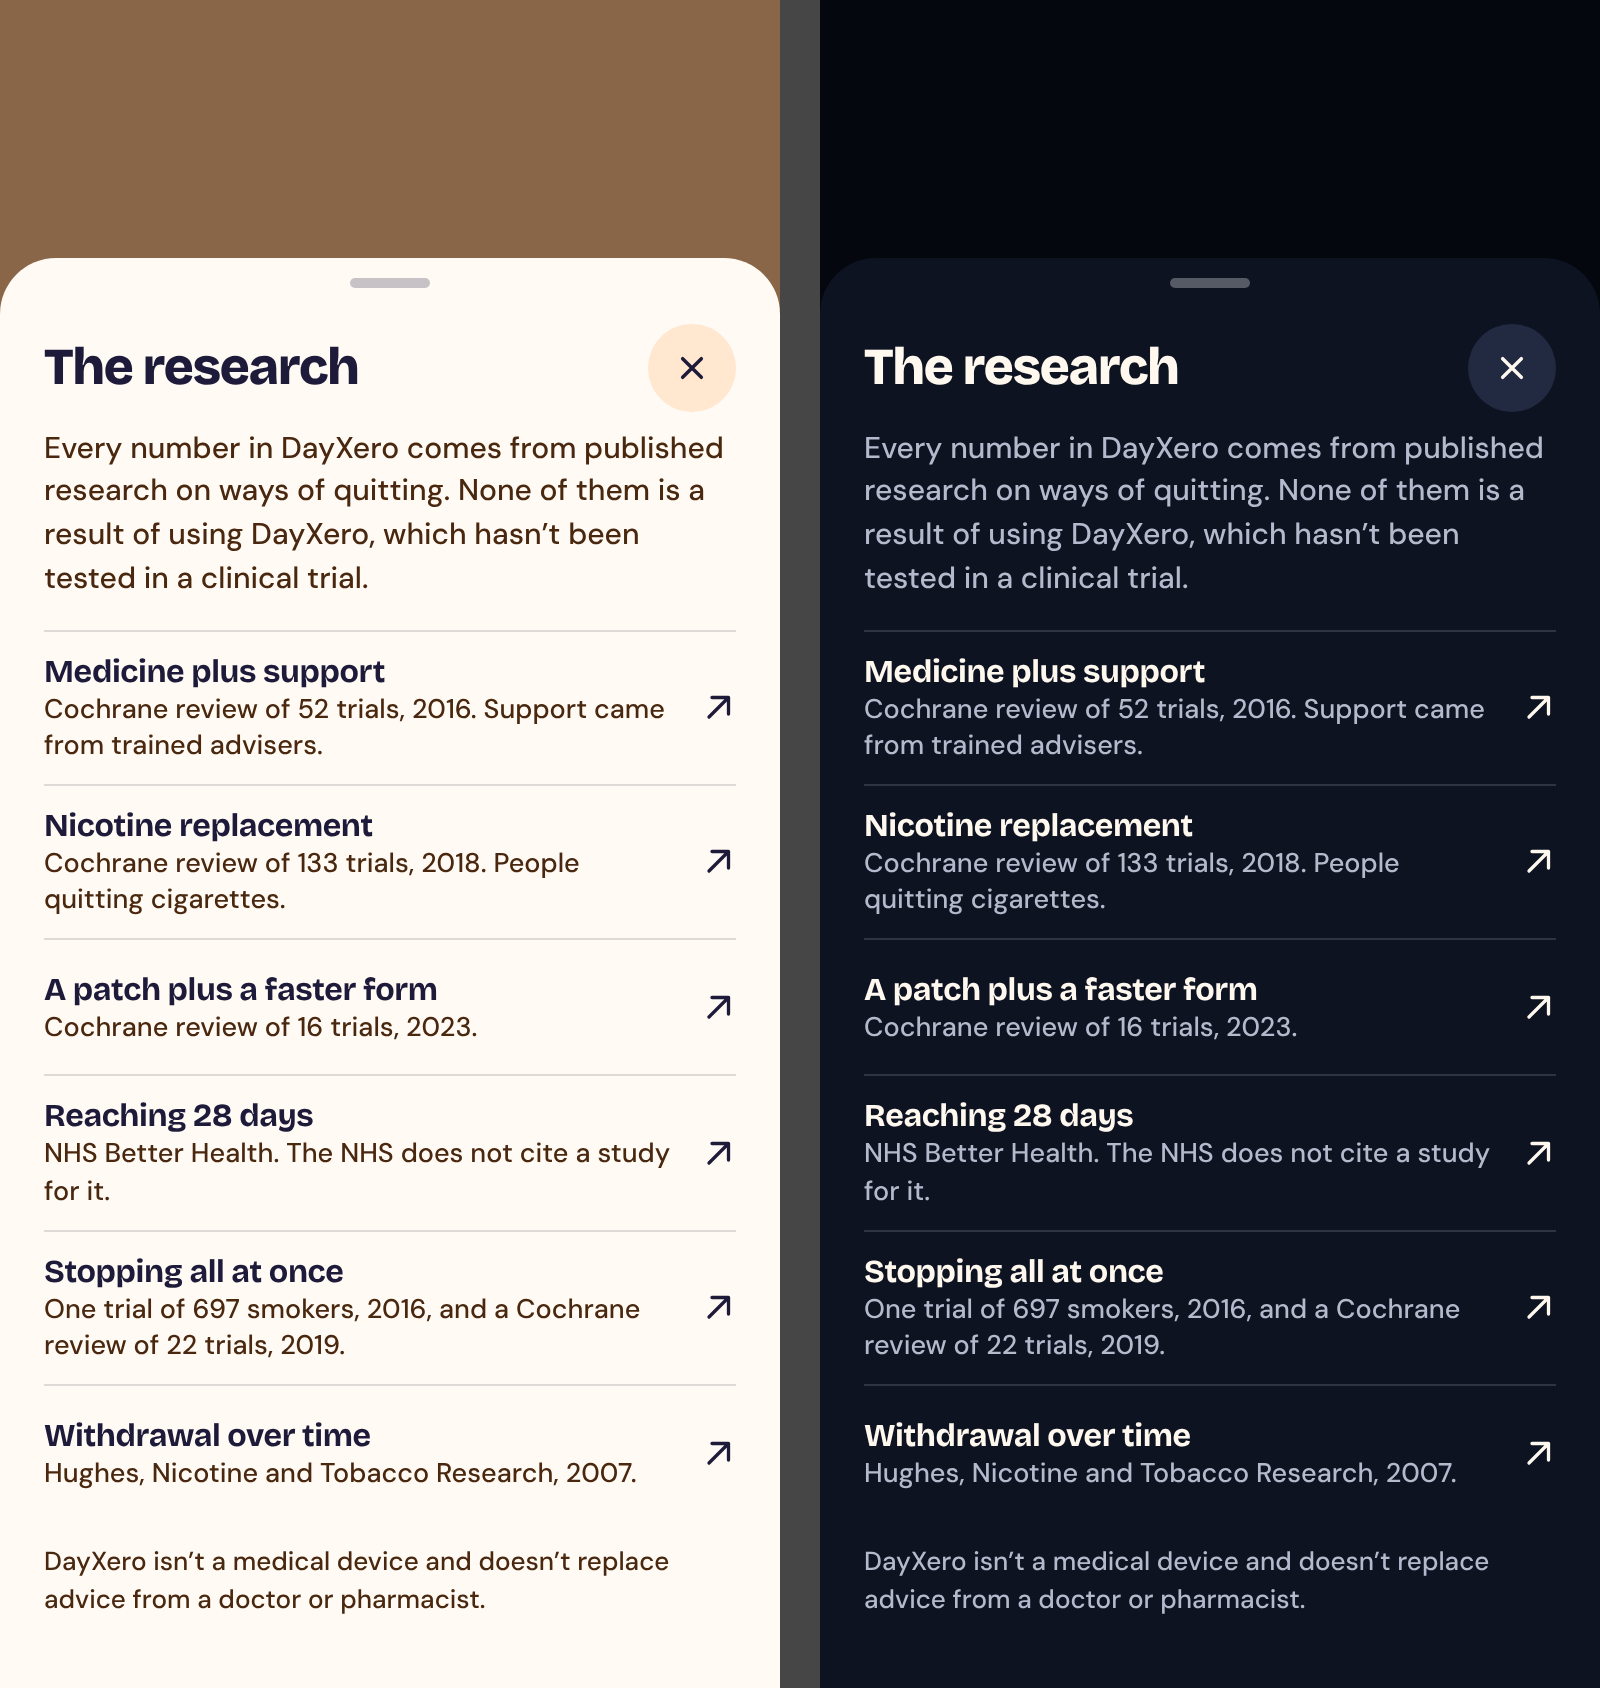 The research
Every number in DayXero comes from published
research on ways of quitting. None of them is a
result of using DayXero, which hasn’t been
tested in a clinical trial.
Medicine plus support
Cochrane review of 52 trials, 2016. Support came
from trained advisers.
Nicotine replacement
Cochrane review of 133 trials, 2018. People
quitting cigarettes.
A patch plus a faster form
Cochrane review of 16 trials, 2023.
Reaching 28 days
NHS Better Health. The NHS does not cite a study
for it.
Stopping all at once
One trial of 697 smokers, 2016, and a Cochrane
review of 22 trials, 2019.
Withdrawal over time
Hughes, Nicotine and Tobacco Research, 2007.
DayXero isn’t a medical device and doesn’t replace
advice from a doctor or pharmacist.
The research
Every number in DayXero comes from published
research on ways of quitting. None of them is a
result of using DayXero, which hasn’t been
tested in a clinical trial.
Medicine plus support
Cochrane review of 52 trials, 2016. Support came
from trained advisers.
Nicotine replacement
Cochrane review of 133 trials, 2018. People
quitting cigarettes.
A patch plus a faster form
Cochrane review of 16 trials, 2023.
Reaching 28 days
NHS Better Health. The NHS does not cite a study
for it.
Stopping all at once
One trial of 697 smokers, 2016, and a Cochrane
review of 22 trials, 2019.
Withdrawal over time
Hughes, Nicotine and Tobacco Research, 2007.
DayXero isn’t a medical device and doesn’t replace
advice from a doctor or pharmacist.